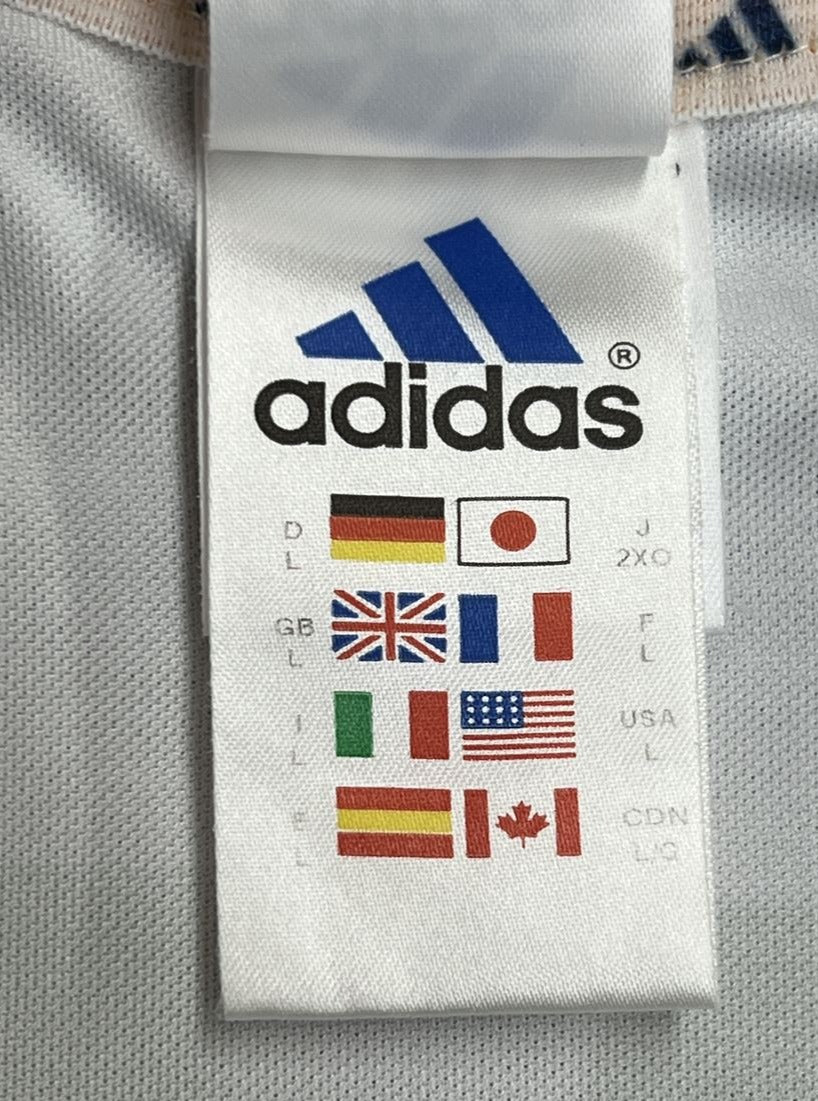 adidas ®
D J
L 2XO
GB F
L L
I USA
L L
E CDN
L L/G